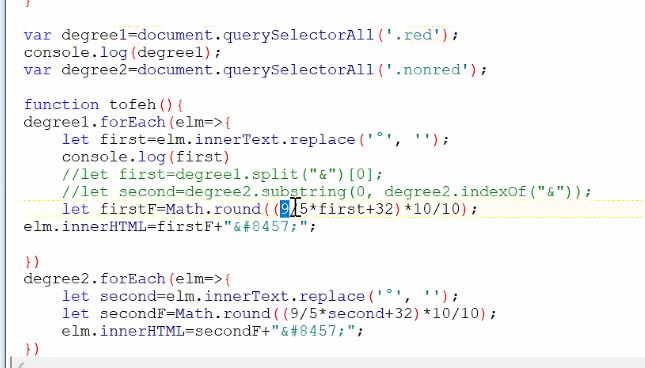 }
var degree1=document.querySelectorAll('.red');
console.log(degree1);
var degree2=document.querySelectorAll('.nonred');
function tofeh(){
degree1.forEach(elm=>{
let first=elm.innerText.replace('°', '');
console.log(first)
//let first=degree1.split("&")[0];
//let second=degree2.substring(0, degree2.indexOf("&"));
let firstF=Math.round((9/5*first+32)*10/10);
elm.innerHTML=firstF+"&#8457;";
})
degree2.forEach(elm=>{
let second=elm.innerText.replace('°', '');
let secondF=Math.round((9/5*second+32)*10/10);
elm.innerHTML=secondF+"&#8457;";
})